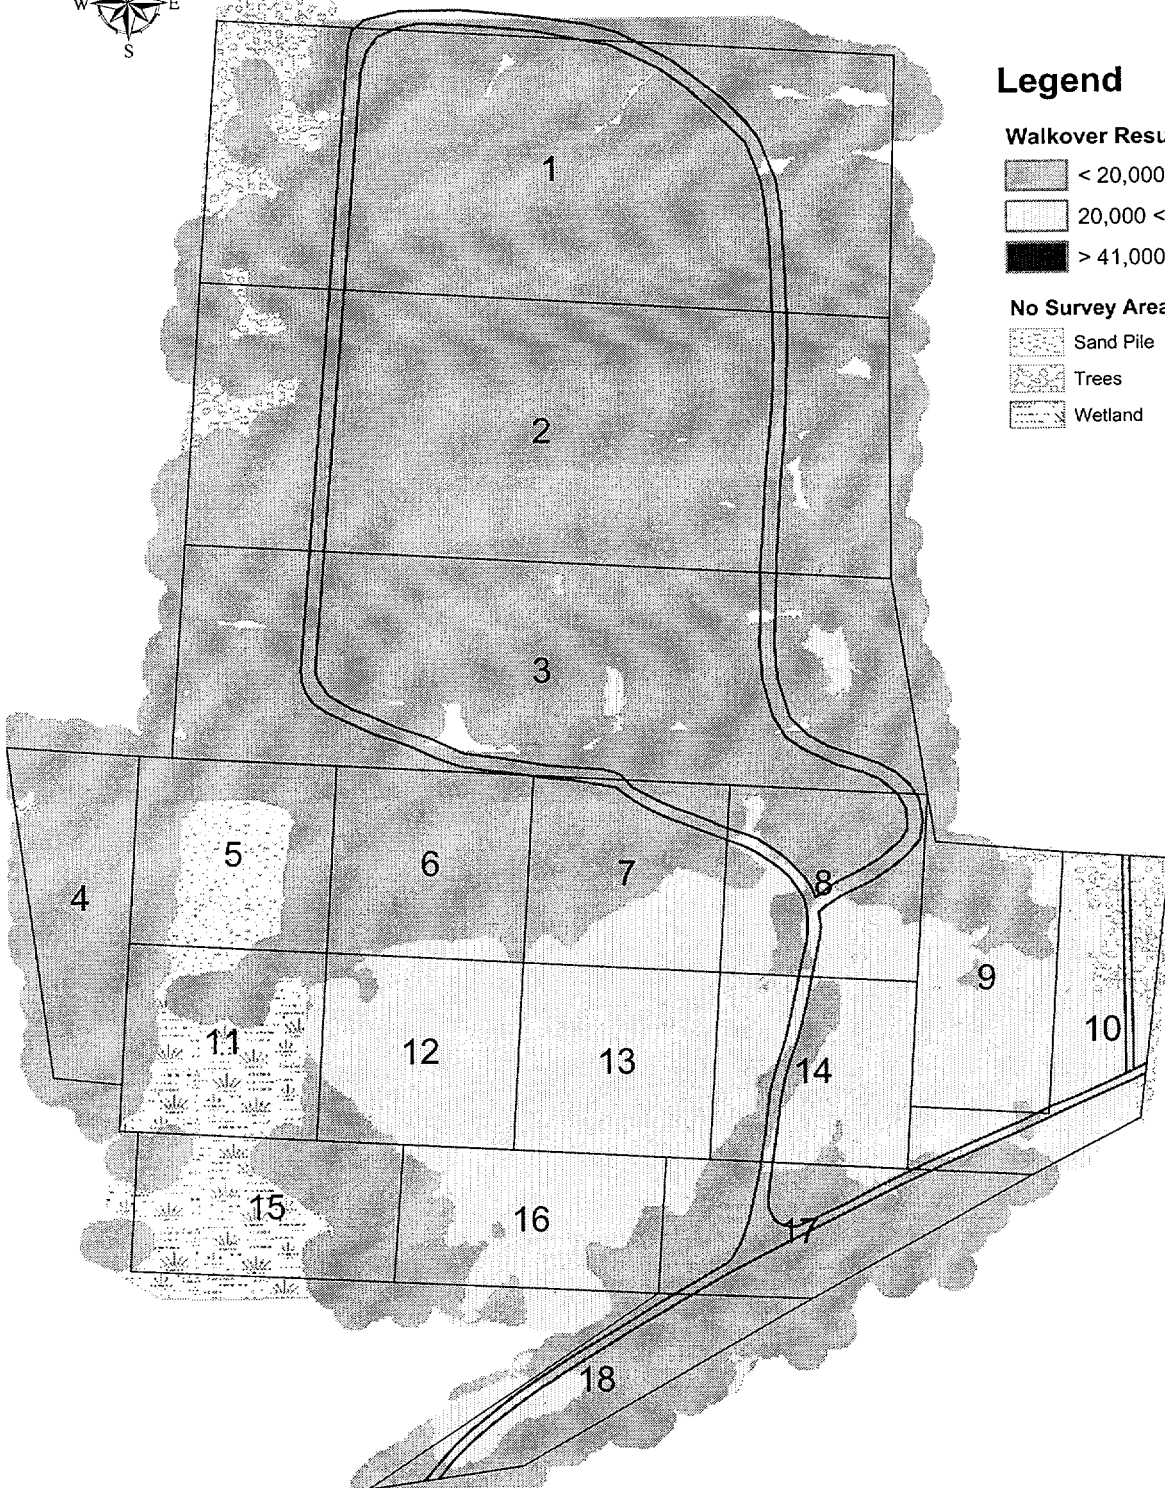 W E
S
Legend
Walkover Resu
< 20,000
20,000 <
> 41,000
No Survey Area
Sand Pile
Trees
Wetland
1
2
3
4
5
6
7
8
9
10
11
12
13
14
15
16
17
18